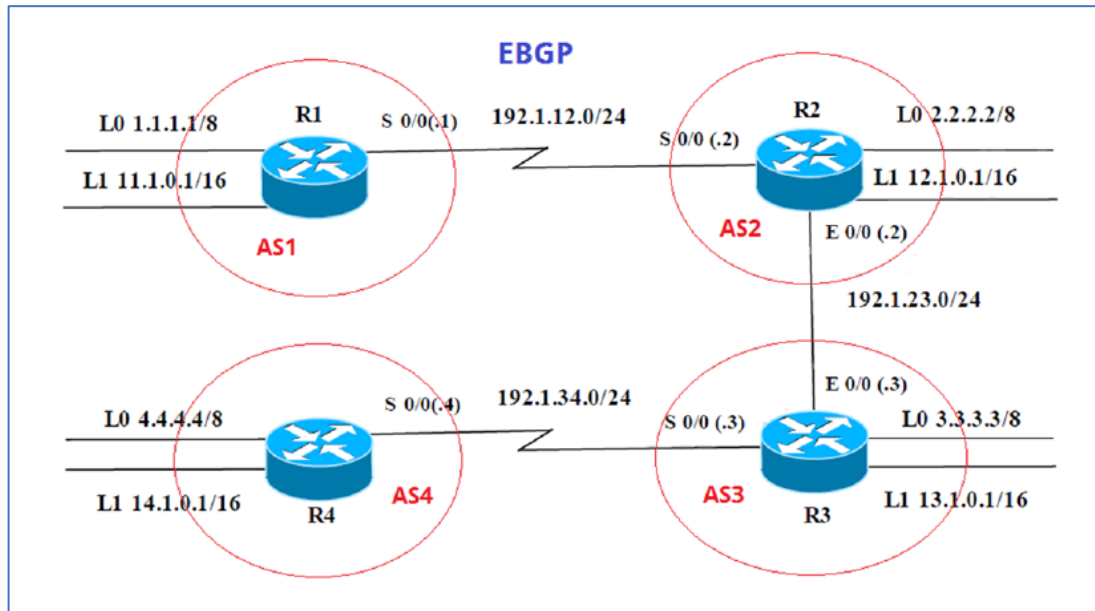 EBGP
R1
L0 1.1.1.1/8
S 0/0(.1)
192.1.12.0/24
L1 11.1.0.1/16
AS1
R2
L0 2.2.2.2/8
S 0/0 (.2)
L1 12.1.0.1/16
AS2
E 0/0 (.2)
192.1.23.0/24
L0 4.4.4.4/8
S 0/0(.4)
192.1.34.0/24
L1 14.1.0.1/16
AS4
R4
E 0/0 (.3)
S 0/0 (.3)
L0 3.3.3.3/8
AS3
L1 13.1.0.1/16
R3